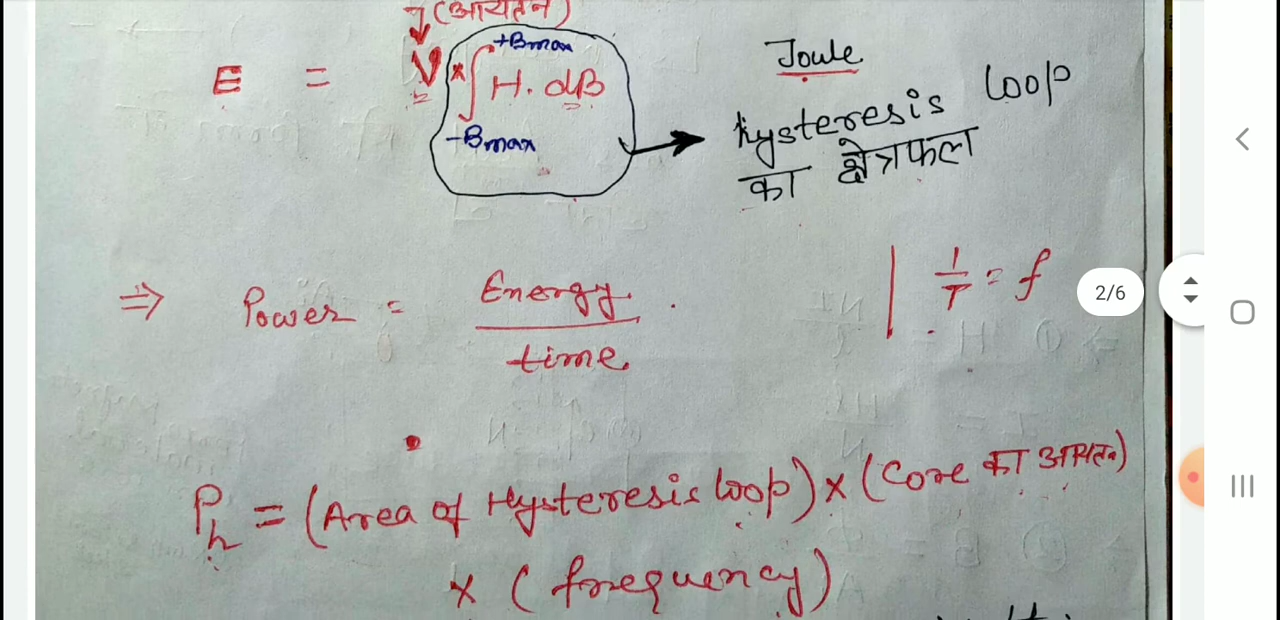 (आयतन)
E = V × ∫ H. dB Joule
+Bmax
-Bmax
Hysteresis Loop
का क्षेत्रफल
⇒ Power = Energy / time | 1/T = f
2/6
Ph = (Area of Hysteresis loop) × (Core का आयतन)
× (frequency)